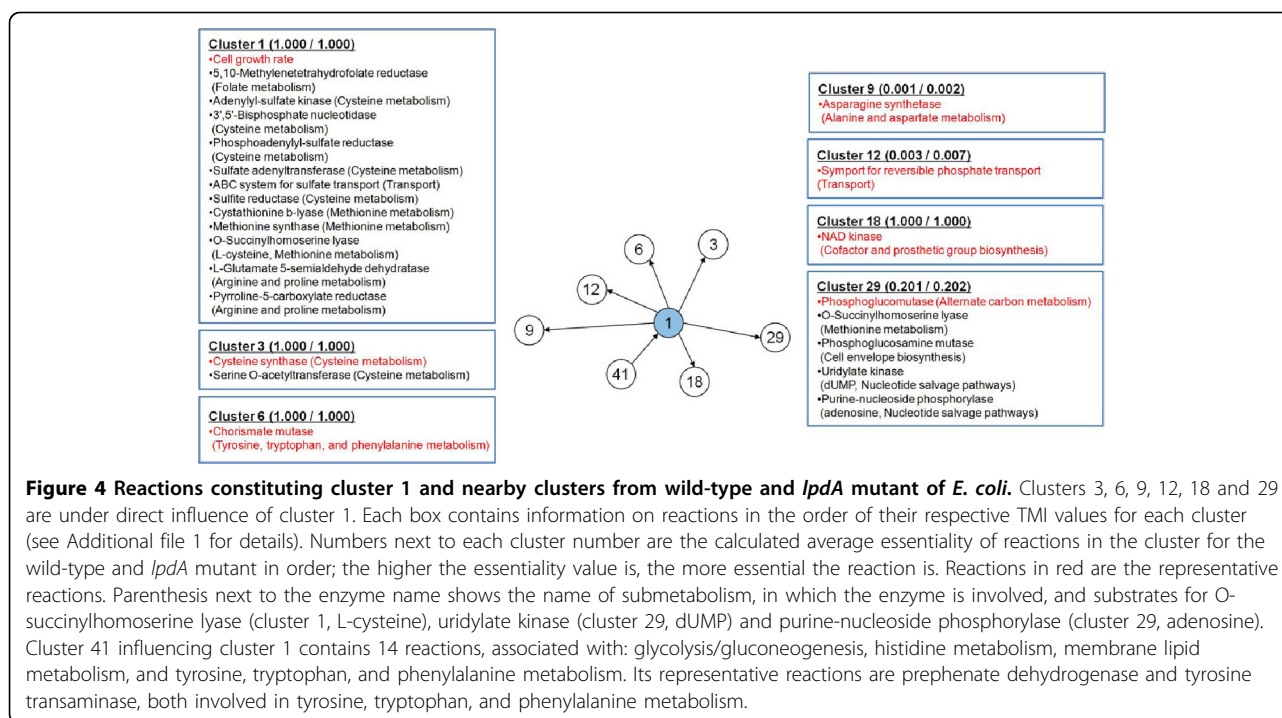 Cluster 1 (1.000 / 1.000)
•Cell growth rate
•5,10-Methylenetetrahydrofolate reductase
(Folate metabolism)
•Adenylyl-sulfate kinase (Cysteine metabolism)
•3',5'-Bisphosphate nucleotidase
(Cysteine metabolism)
•Phosphoadenylyl-sulfate reductase
(Cysteine metabolism)
•Sulfate adenyltransferase (Cysteine metabolism)
•ABC system for sulfate transport (Transport)
•Sulfite reductase (Cysteine metabolism)
•Cystathionine b-lyase (Methionine metabolism)
•Methionine synthase (Methionine metabolism)
•O-Succinylhomoserine lyase
(L-cysteine, Methionine metabolism)
•L-Glutamate 5-semialdehyde dehydratase
(Arginine and proline metabolism)
•Pyrroline-5-carboxylate reductase
(Arginine and proline metabolism)
Cluster 3 (1.000 / 1.000)
•Cysteine synthase (Cysteine metabolism)
•Serine O-acetyltransferase (Cysteine metabolism)
Cluster 6 (1.000 / 1.000)
•Chorismate mutase
(Tyrosine, tryptophan, and phenylalanine metabolism)
6
3
12
9
1
29
41
18
Cluster 9 (0.001 / 0.002)
•Asparagine synthetase
(Alanine and aspartate metabolism)
Cluster 12 (0.003 / 0.007)
•Symport for reversible phosphate transport
(Transport)
Cluster 18 (1.000 / 1.000)
•NAD kinase
(Cofactor and prosthetic group biosynthesis)
Cluster 29 (0.201 / 0.202)
•Phosphoglucomutase (Alternate carbon metabolism)
•O-Succinylhomoserine lyase
(Methionine metabolism)
•Phosphoglucosamine mutase
(Cell envelope biosynthesis)
•Uridylate kinase
(dUMP, Nucleotide salvage pathways)
•Purine-nucleoside phosphorylase
(adenosine, Nucleotide salvage pathways)
Figure 4 Reactions constituting cluster 1 and nearby clusters from wild-type and lpdA mutant of E. coli. Clusters 3, 6, 9, 12, 18 and 29
are under direct influence of cluster 1. Each box contains information on reactions in the order of their respective TMI values for each cluster
(see Additional file 1 for details). Numbers next to each cluster number are the calculated average essentiality of reactions in the cluster for the
wild-type and lpdA mutant in order; the higher the essentiality value is, the more essential the reaction is. Reactions in red are the representative
reactions. Parenthesis next to the enzyme name shows the name of submetabolism, in which the enzyme is involved, and substrates for O-
succinylhomoserine lyase (cluster 1, L-cysteine), uridylate kinase (cluster 29, dUMP) and purine-nucleoside phosphorylase (cluster 29, adenosine).
Cluster 41 influencing cluster 1 contains 14 reactions, associated with: glycolysis/gluconeogenesis, histidine metabolism, membrane lipid
metabolism, and tyrosine, tryptophan, and phenylalanine metabolism. Its representative reactions are prephenate dehydrogenase and tyrosine
transaminase, both involved in tyrosine, tryptophan, and phenylalanine metabolism.